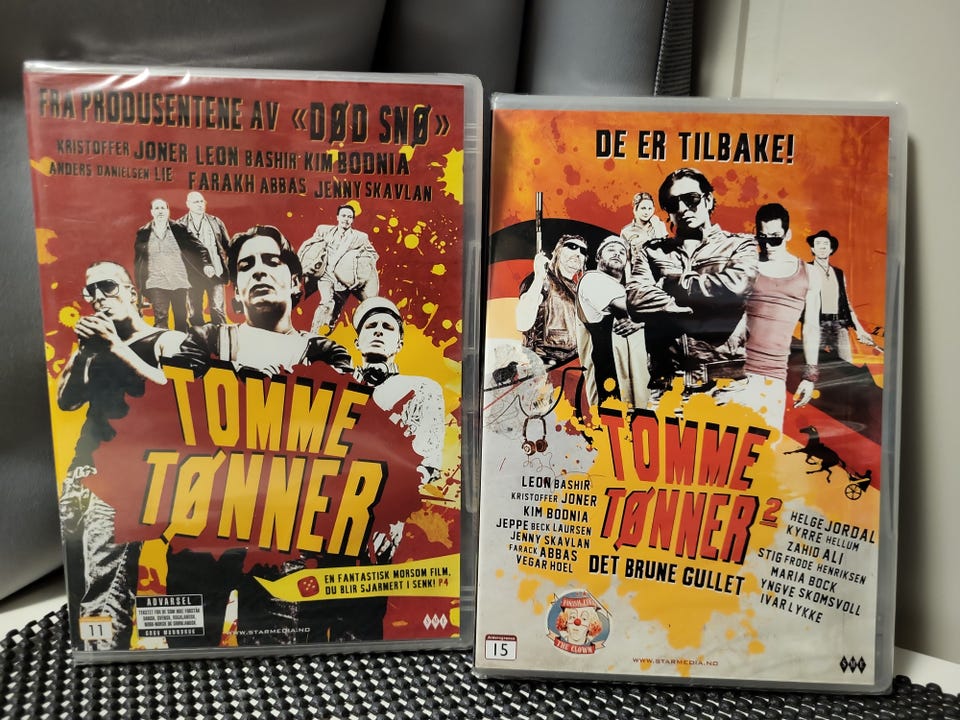 FRA PRODUSENTENE AV «DØD SNØ»
KRISTOFFER JONER LEON BASHIR KIM BODNIA
ANDERS DANIELSEN LIE FARAKH ABBAS JENNY SKAVLAN
TOMME
TØNNER
EN FANTASTISK MORSOM FILM,
DU BLIR SJARMERT I SENK! P4
ADVARSEL
11
WWW.STARMEDIA.NO
SME
DE ER TILBAKE!
TOMME
TØNNER 2
DET BRUNE GULLET
LEON BASHIR
KRISTOFFER JONER
KIM BODNIA
JEPPE BECK LAURSEN
JENNY SKAVLAN
FARACK ABBAS
VEGAR HOEL
HELGE JORDAL
KYRRE HELLUM
ZAHID ALI
STIG FRODE HENRIKSEN
MARIA BOCK
YNGVE SKOMSVOLL
IVAR LYKKE
THE CLOWN
15
WWW.STARMEDIA.NO
SME